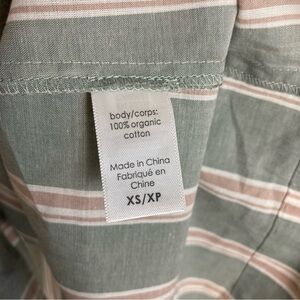 body/corps:
100% organic
cotton
Made in China
Fabriqué en
Chine
XS/XP